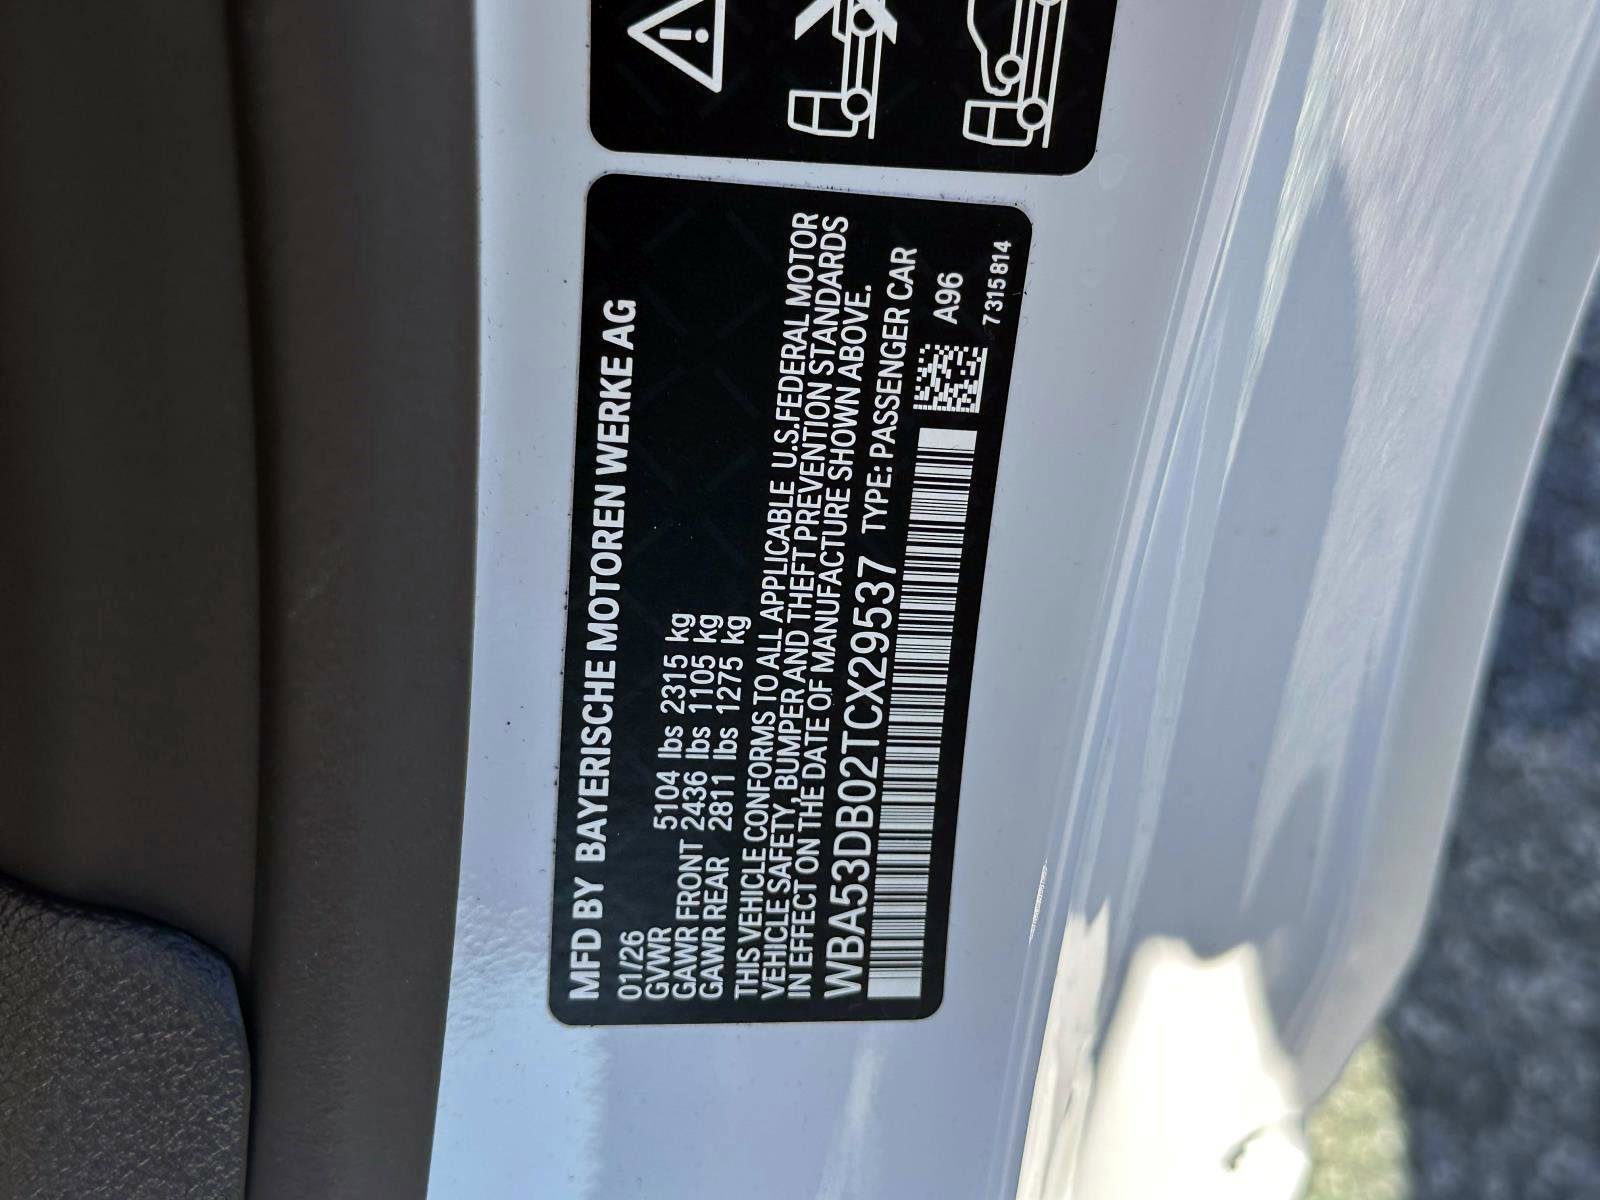 MFD BY BAYERISCHE MOTOREN WERKE AG
01/26
GVWR 5104 lbs 2315 kg
GAWR FRONT 2436 lbs 1105 kg
GAWR REAR 2811 lbs 1275 kg
THIS VEHICLE CONFORMS TO ALL APPLICABLE U.S. FEDERAL MOTOR
VEHICLE SAFETY, BUMPER AND THEFT PREVENTION STANDARDS
IN EFFECT ON THE DATE OF MANUFACTURE SHOWN ABOVE.
WBA53DB02TCX29537 TYPE: PASSENGER CAR
A96
7315814